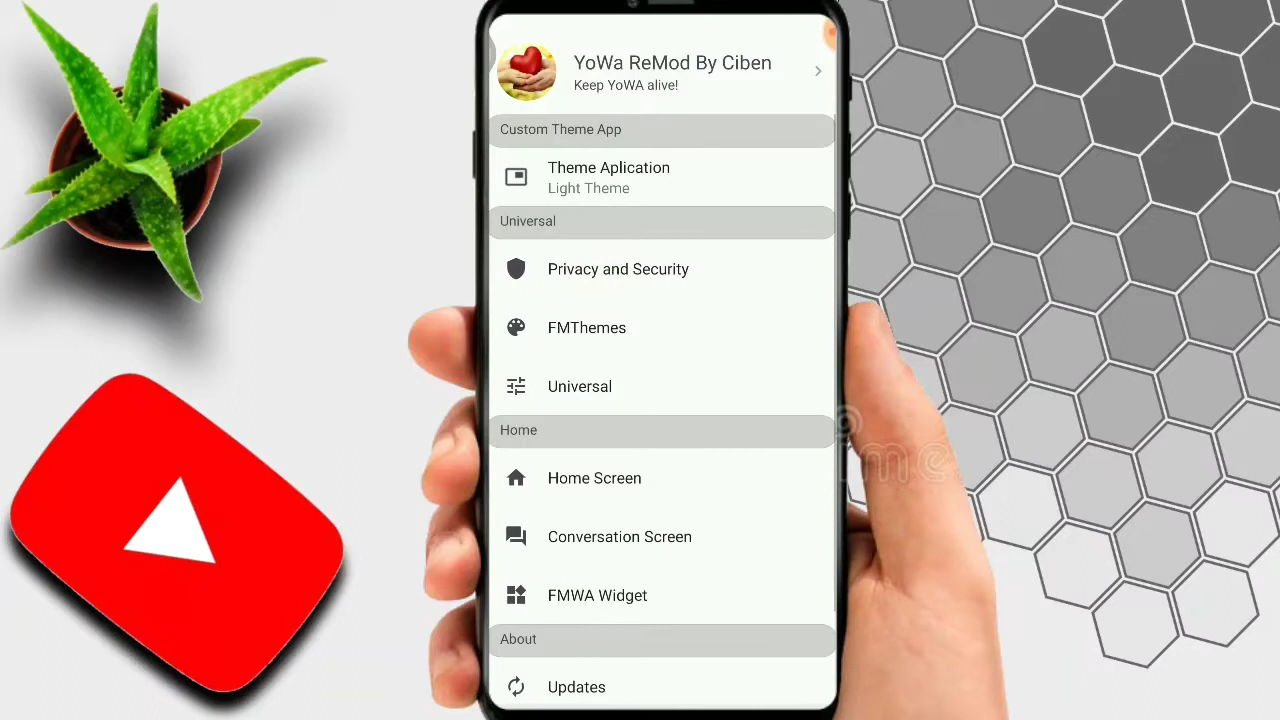 YoWa ReMod By Ciben
Keep YoWA alive!
Custom Theme App
Theme Aplication
Light Theme
Universal
Privacy and Security
FMThemes
Universal
Home
Home Screen
Conversation Screen
FMWA Widget
About
Updates